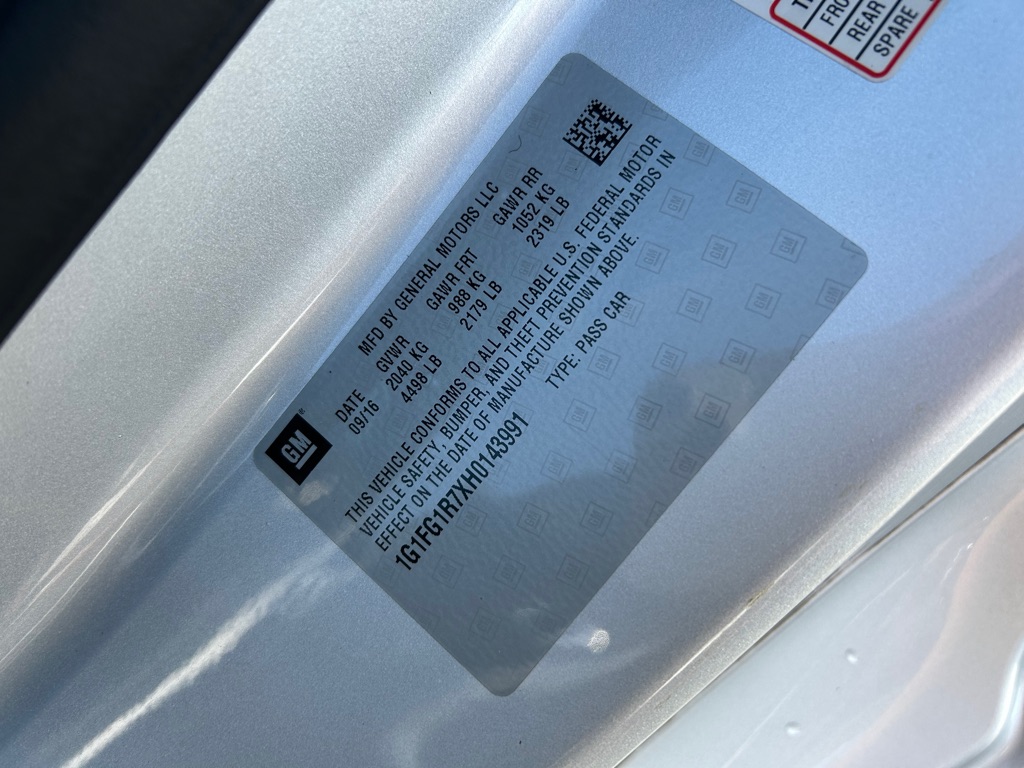 GM
MFD BY GENERAL MOTORS LLC
DATE GVWR GAWR FRT GAWR RR
09/16 2040 KG 988 KG 1052 KG
4498 LB 2179 LB 2319 LB
THIS VEHICLE CONFORMS TO ALL APPLICABLE U.S. FEDERAL MOTOR
VEHICLE SAFETY, BUMPER, AND THEFT PREVENTION STANDARDS IN
EFFECT ON THE DATE OF MANUFACTURE SHOWN ABOVE.
1G1FG1R7XH0143991 TYPE: PASS CAR
REAR
SPARE